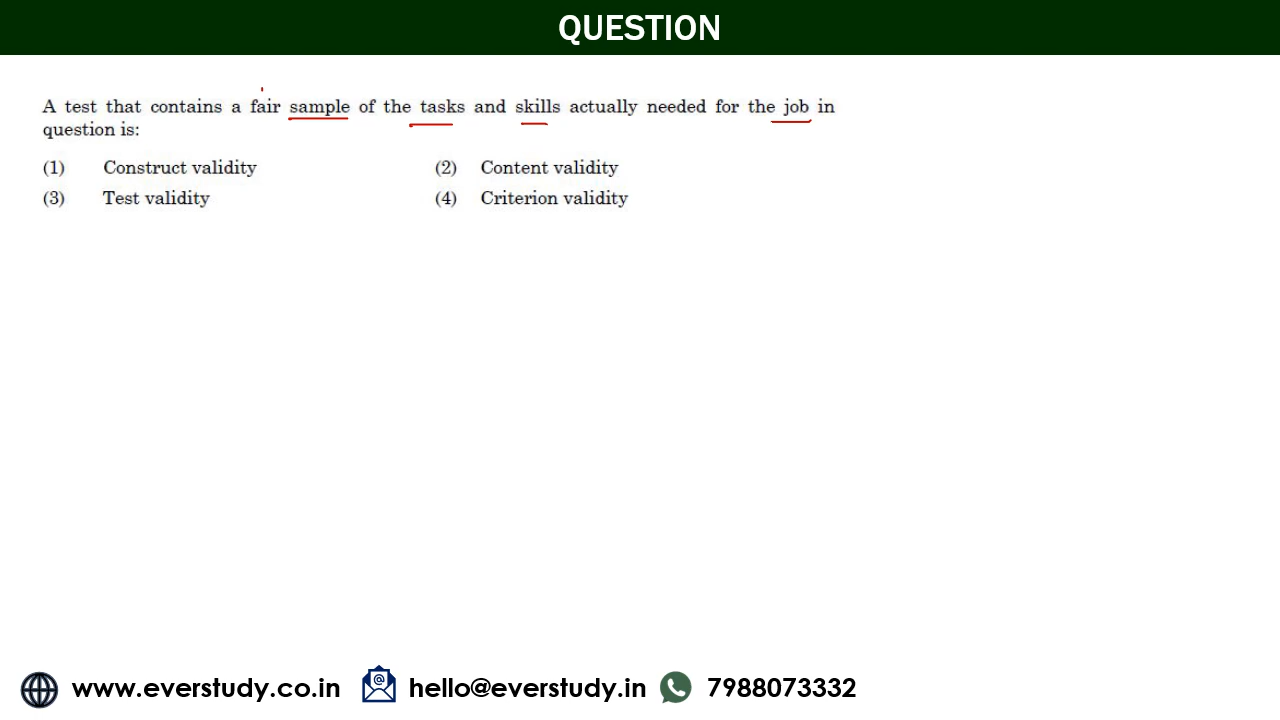 QUESTION
A test that contains a fair sample of the tasks and skills actually needed for the job in
question is:
(1) Construct validity (2) Content validity
(3) Test validity (4) Criterion validity
www.everstudy.co.in hello@everstudy.in 7988073332